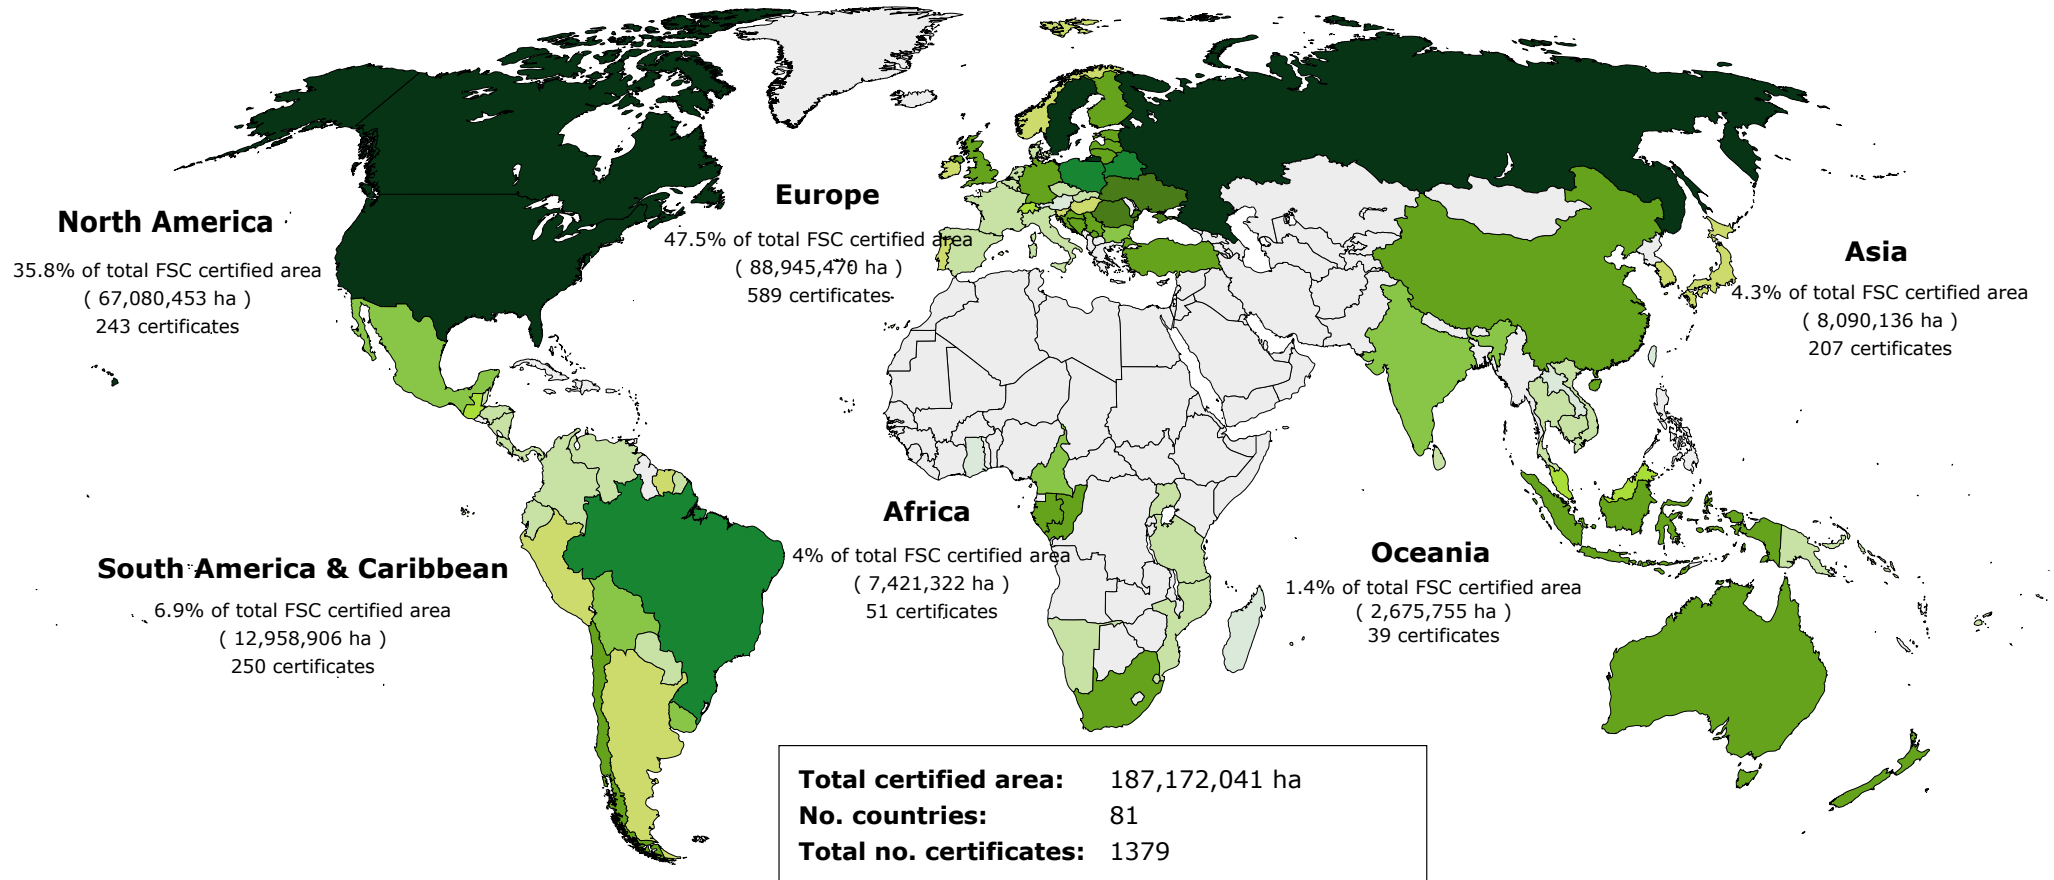 North America
35.8% of total FSC certified area
( 67,080,453 ha )
243 certificates
Europe
47.5% of total FSC certified area
( 88,945,470 ha )
589 certificates
Asia
4.3% of total FSC certified area
( 8,090,136 ha )
207 certificates
South America & Caribbean
6.9% of total FSC certified area
( 12,958,906 ha )
250 certificates
Africa
4% of total FSC certified area
( 7,421,322 ha )
51 certificates
Oceania
1.4% of total FSC certified area
( 2,675,755 ha )
39 certificates
Total certified area: 187,172,041 ha
No. countries: 81
Total no. certificates: 1379